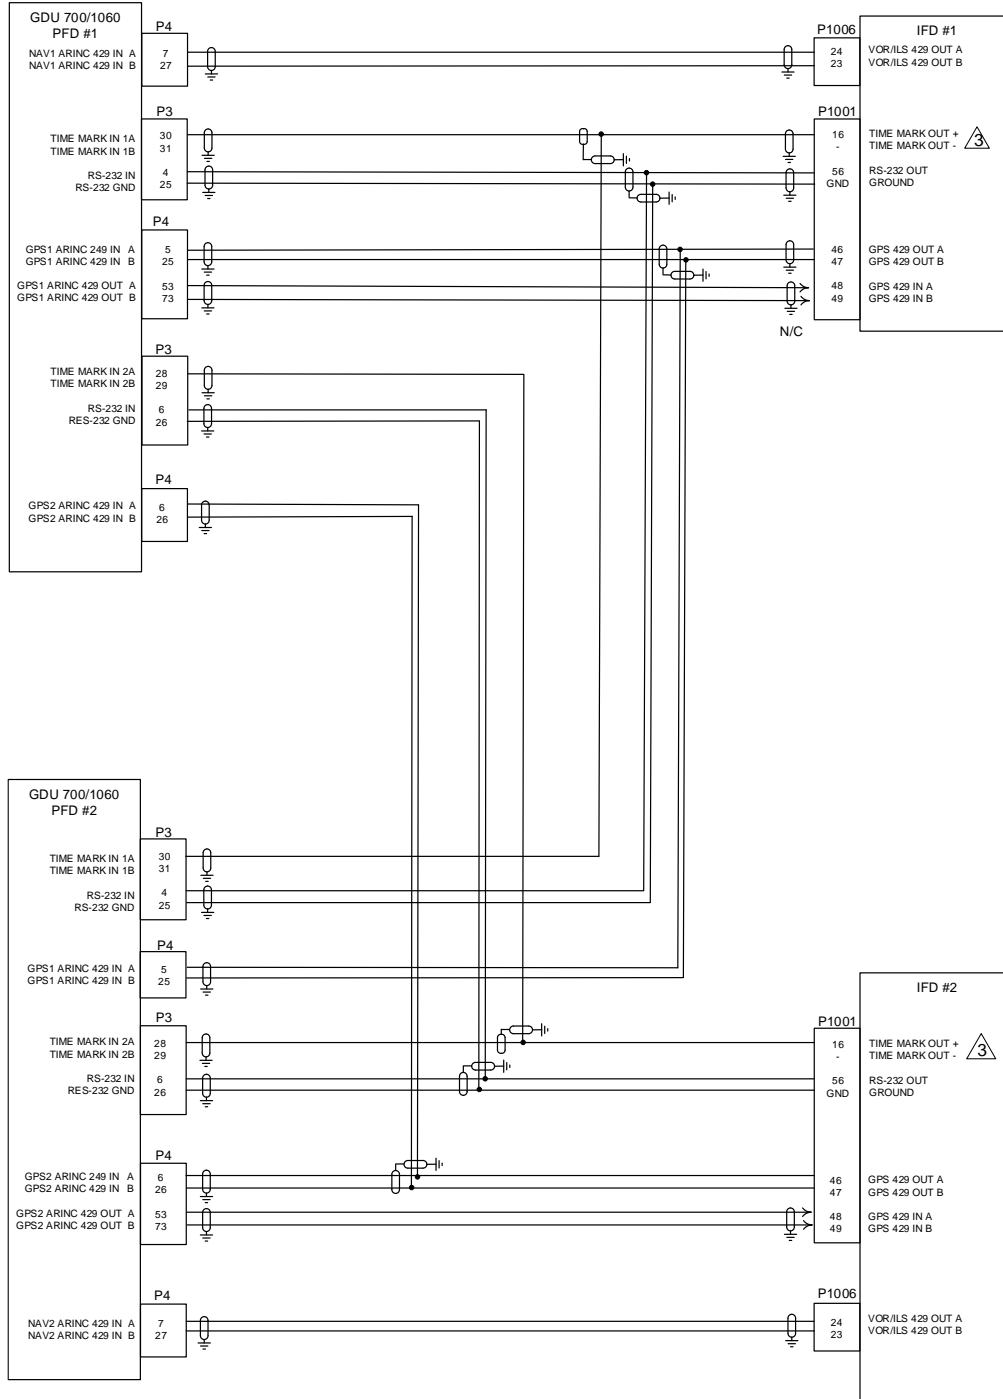 GDU 700/1060
PFD #1
P4
NAV1 ARINC 429 IN A 7
NAV1 ARINC 429 IN B 27
P3
TIME MARK IN 1A 30
TIME MARK IN 1B 31
RS-232 IN 4
RS-232 GND 25
P4
GPS1 ARINC 249 IN A 5
GPS1 ARINC 429 IN B 25
GPS1 ARINC 429 OUT A 53
GPS1 ARINC 429 OUT B 73
P3
TIME MARK IN 2A 28
TIME MARK IN 2B 29
RS-232 IN 6
RES-232 GND 26
P4
GPS2 ARINC 429 IN A 6
GPS2 ARINC 429 IN B 26
IFD #1
P1006
24 VOR/ILS 429 OUT A
23 VOR/ILS 429 OUT B
P1001
16 TIME MARK OUT +
- TIME MARK OUT -
3
56 RS-232 OUT
GND GROUND
46 GPS 429 OUT A
47 GPS 429 OUT B
48 GPS 429 IN A
49 GPS 429 IN B
N/C
GDU 700/1060
PFD #2
P3
TIME MARK IN 1A 30
TIME MARK IN 1B 31
RS-232 IN 4
RS-232 GND 25
P4
GPS1 ARINC 429 IN A 5
GPS1 ARINC 429 IN B 25
P3
TIME MARK IN 2A 28
TIME MARK IN 2B 29
RS-232 IN 6
RES-232 GND 26
P4
GPS2 ARINC 249 IN A 6
GPS2 ARINC 429 IN B 26
GPS2 ARINC 429 OUT A 53
GPS2 ARINC 429 OUT B 73
P4
NAV2 ARINC 429 IN A 7
NAV2 ARINC 429 IN B 27
IFD #2
P1001
16 TIME MARK OUT +
- TIME MARK OUT -
3
56 RS-232 OUT
GND GROUND
46 GPS 429 OUT A
47 GPS 429 OUT B
48 GPS 429 IN A
49 GPS 429 IN B
P1006
24 VOR/ILS 429 OUT A
23 VOR/ILS 429 OUT B